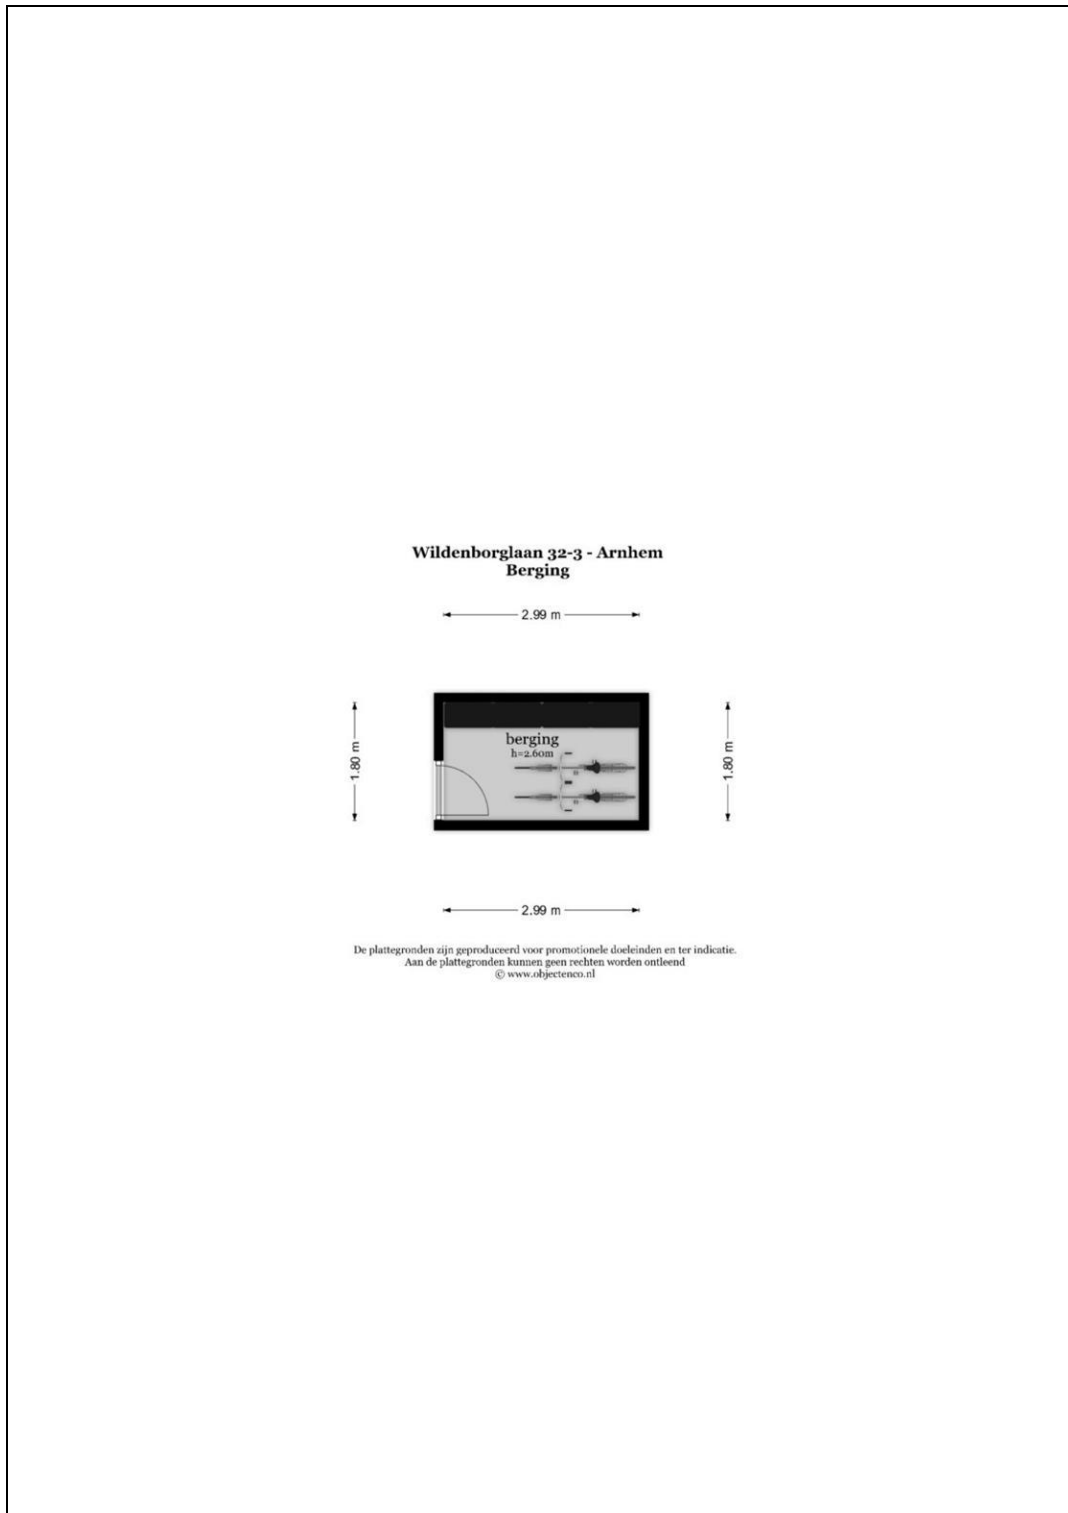 Wildenborglaan 32-3 - Arnhem
Berging
2.99 m
1.80 m
berging
h=2.60m
1.80 m
2.99 m
De plattegronden zijn geproduceerd voor promotionele doeleinden en ter indicatie.
Aan de plattegronden kunnen geen rechten worden ontleend
© www.objectenco.nl